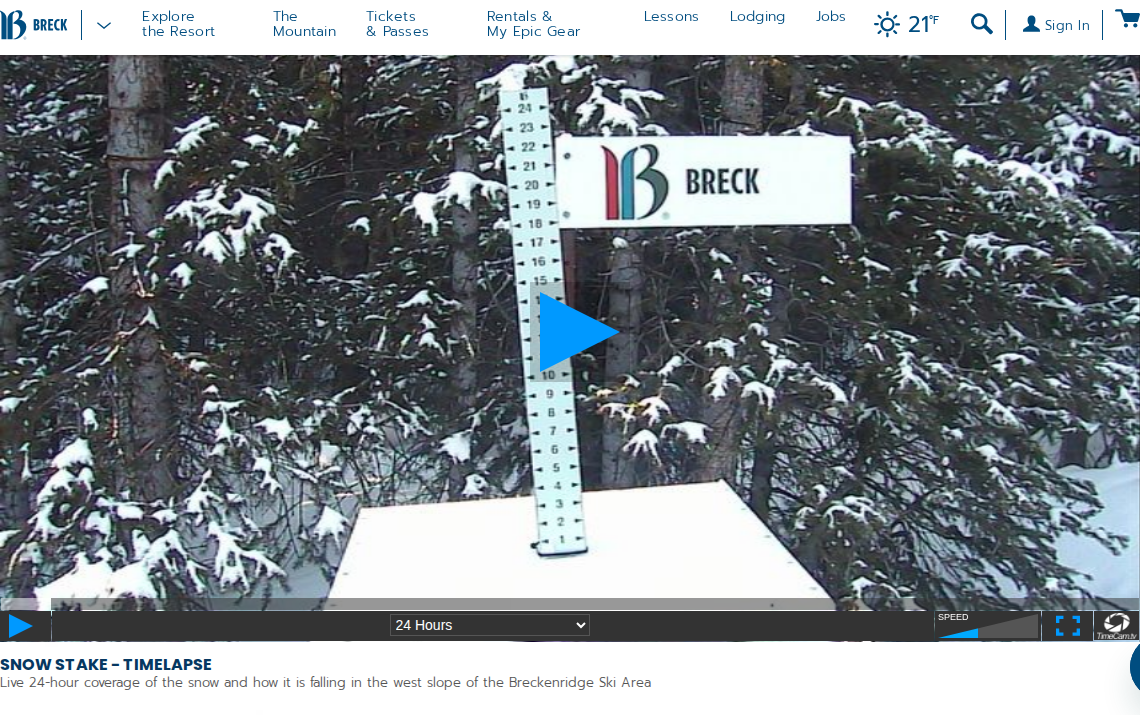 BRECK
Explore
the Resort
The
Mountain
Tickets
& Passes
Rentals &
My Epic Gear
Lessons
Lodging
Jobs
21°F
Sign In
24
23
22
21
20
19
18
17
16
15
10
9
8
7
6
5
4
3
2
1
B BRECK
24 Hours
SPEED
TimeCam.tv
SNOW STAKE - TIMELAPSE
Live 24-hour coverage of the snow and how it is falling in the west slope of the Breckenridge Ski Area